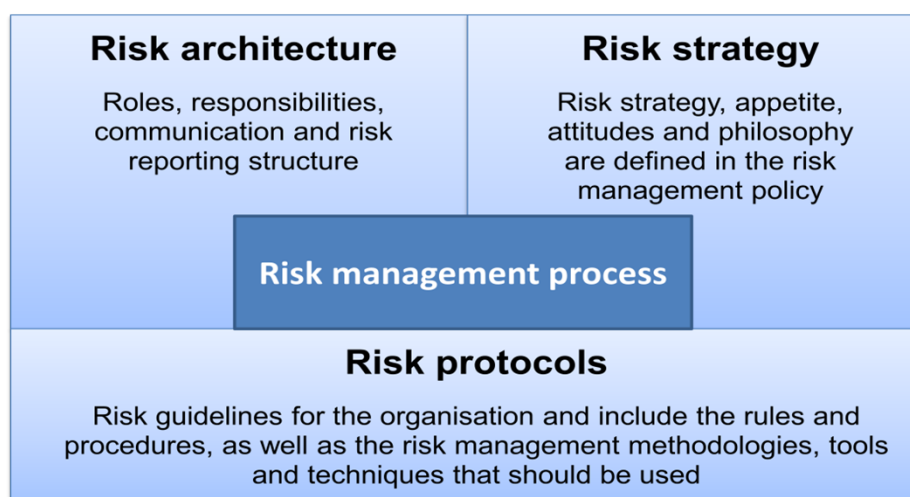 Risk architecture
Roles, responsibilities,
communication and risk
reporting structure
Risk strategy
Risk strategy, appetite,
attitudes and philosophy
are defined in the risk
management policy
Risk management process
Risk protocols
Risk guidelines for the organisation and include the rules and
procedures, as well as the risk management methodologies, tools
and techniques that should be used